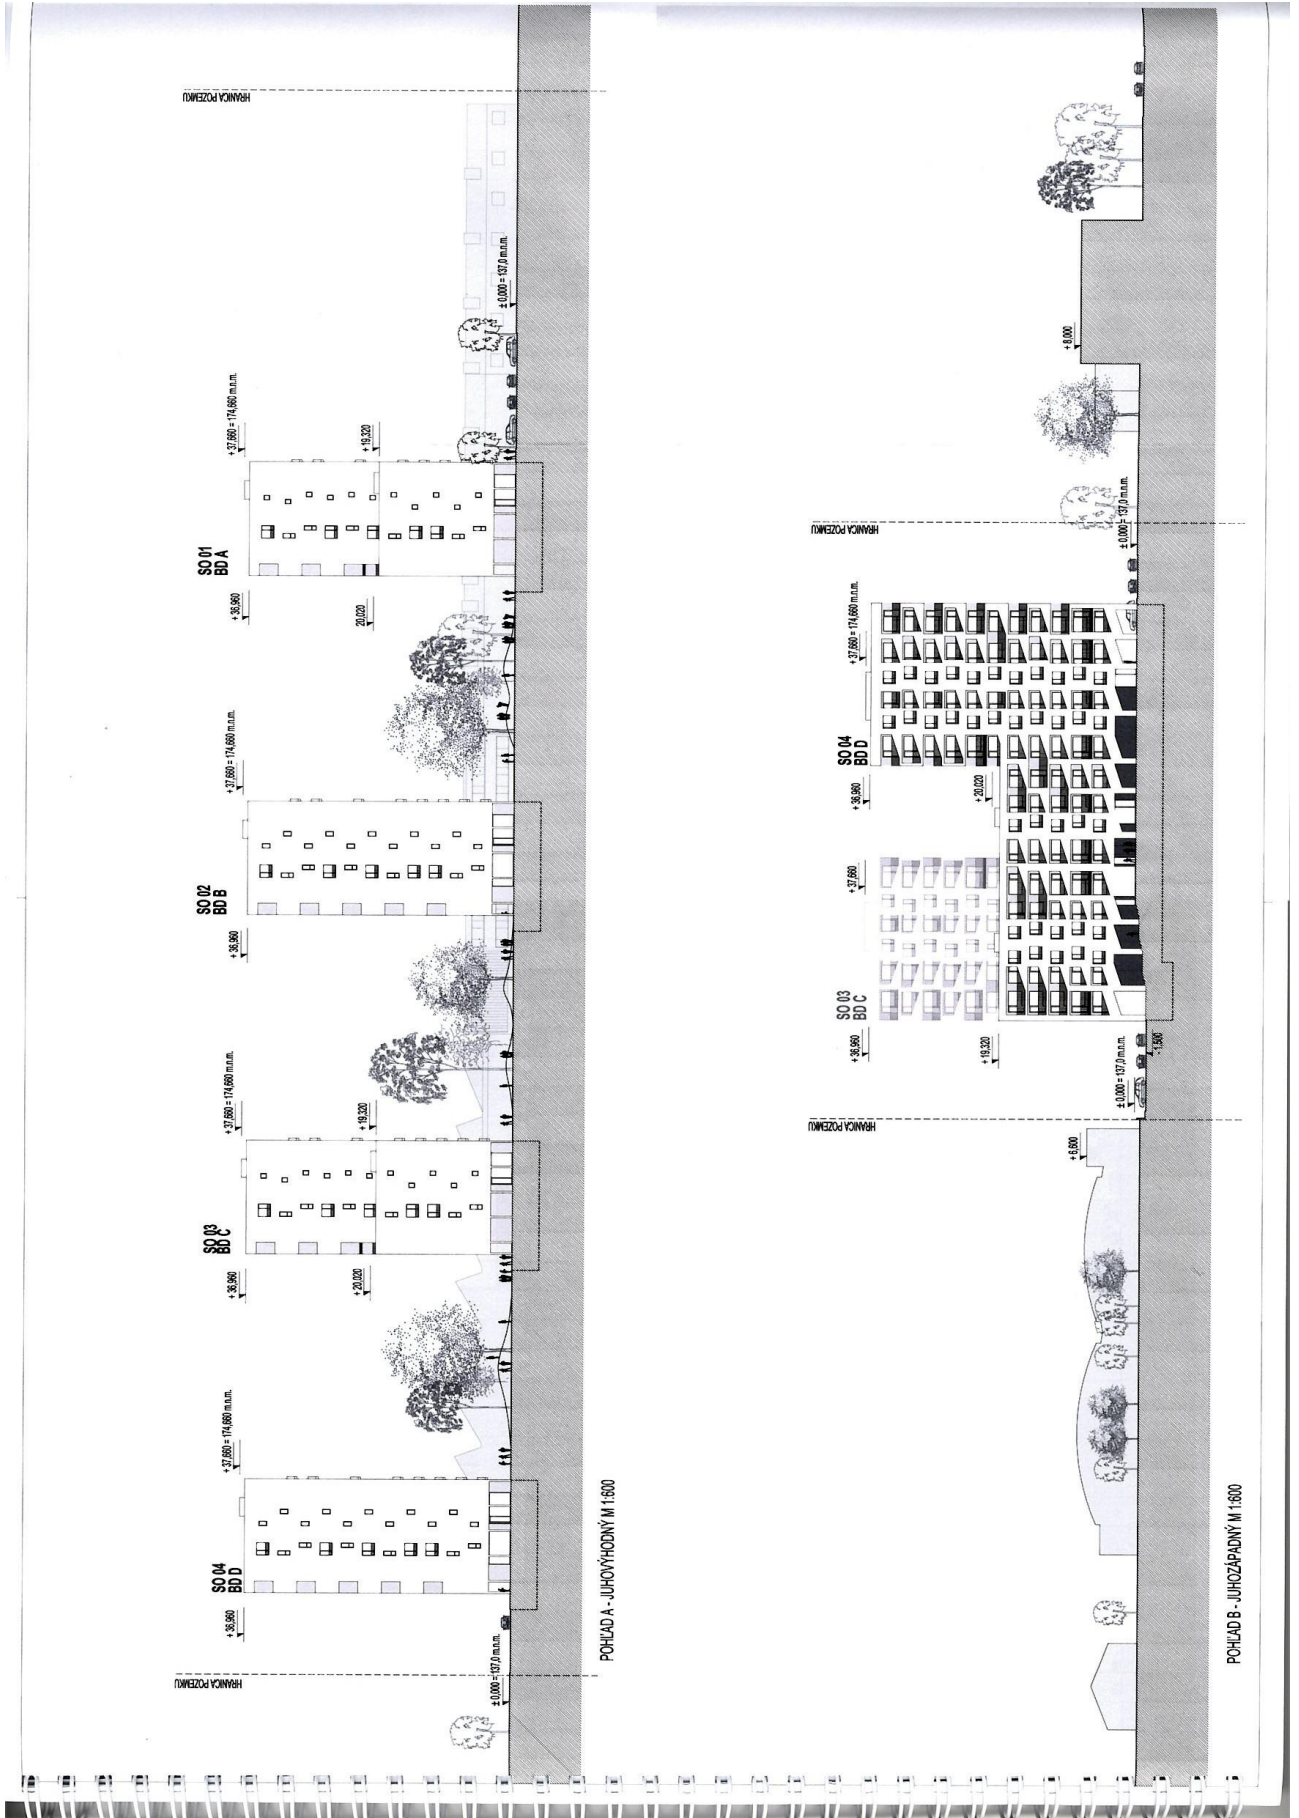 HRANICA POZEMKU
± 0,000 = 137,0 m.n.m.
SO 04
BD D
+ 36,960
+ 37,660 = 174,660 m.n.m.
SO 03
BD C
+ 36,960
+ 20,020
+ 37,660 = 174,660 m.n.m.
+ 19,320
SO 02
BD B
+ 36,960
+ 37,660 = 174,660 m.n.m.
SO 01
BD A
+ 36,960
20,020
+ 37,660 = 174,660 m.n.m.
+ 19,320
± 0,000 = 137,0 m.n.m.
HRANICA POZEMKU
POHĽAD A - JUHOVÝHODNÝ M 1:600
+ 6,600
HRANICA POZEMKU
± 0,000 = 137,0 m.n.m.
- 1,500
SO 03
BD C
+ 36,960
+ 19,320
+ 37,660
SO 04
BD D
+ 36,960
+ 20,020
+ 37,660 = 174,660 m.n.m.
HRANICA POZEMKU
± 0,000 = 137,0 m.n.m.
+ 8,000
POHĽAD B - JUHOZÁPADNÝ M 1:600